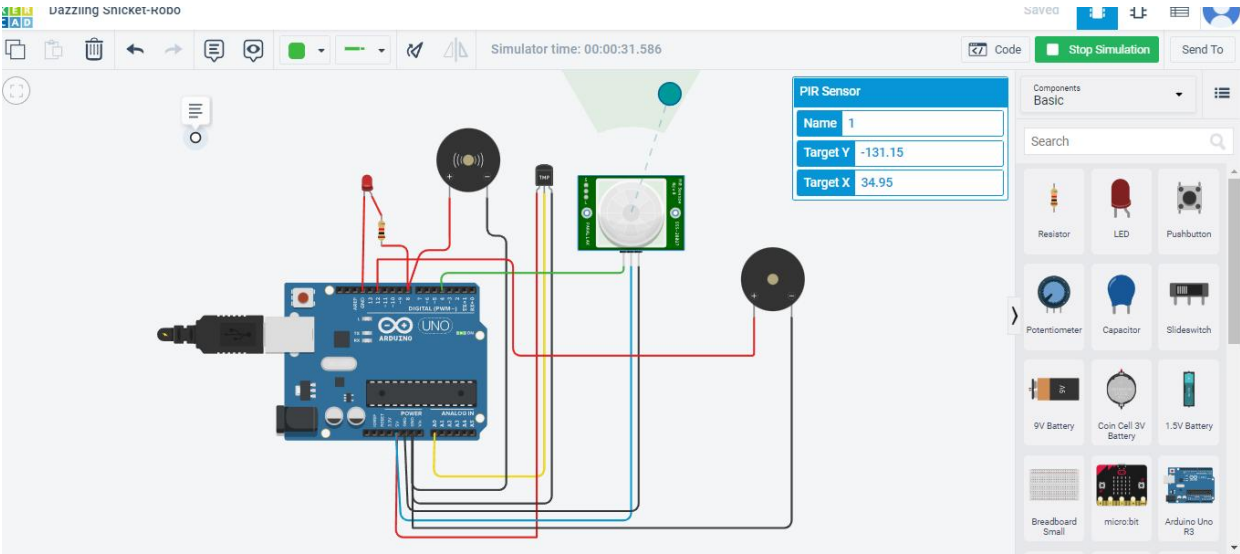 Dazzling Snicket-Robo
Saved
Simulator time: 00:00:31.586
Code
Stop Simulation
Send To
PIR Sensor
Name 1
Target Y -131.15
Target X 34.95
Components
Basic
Search
Resistor
LED
Pushbutton
Potentiometer
Capacitor
Slideswitch
9V Battery
Coin Cell 3V
Battery
1.5V Battery
Breadboard
Small
micro:bit
Arduino Uno
R3
TMP
DIGITAL (PWM~)
UNO
ARDUINO
ON
POWER
ANALOG IN